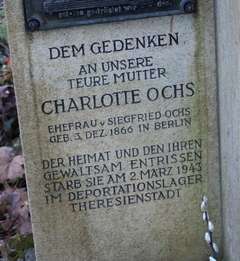 DEM GEDENKEN
AN UNSERE
TEURE MUTTER
CHARLOTTE OCHS
EHEFRAU v SIEGFRIED OCHS
GEB. 3. DEZ. 1866 IN BERLIN
DER HEIMAT UND DEN IHREN
GEWALTSAM ENTRISSEN
STARB SIE AM 2. MÄRZ 1943
IM DEPORTATIONSLAGER
THERESIENSTADT